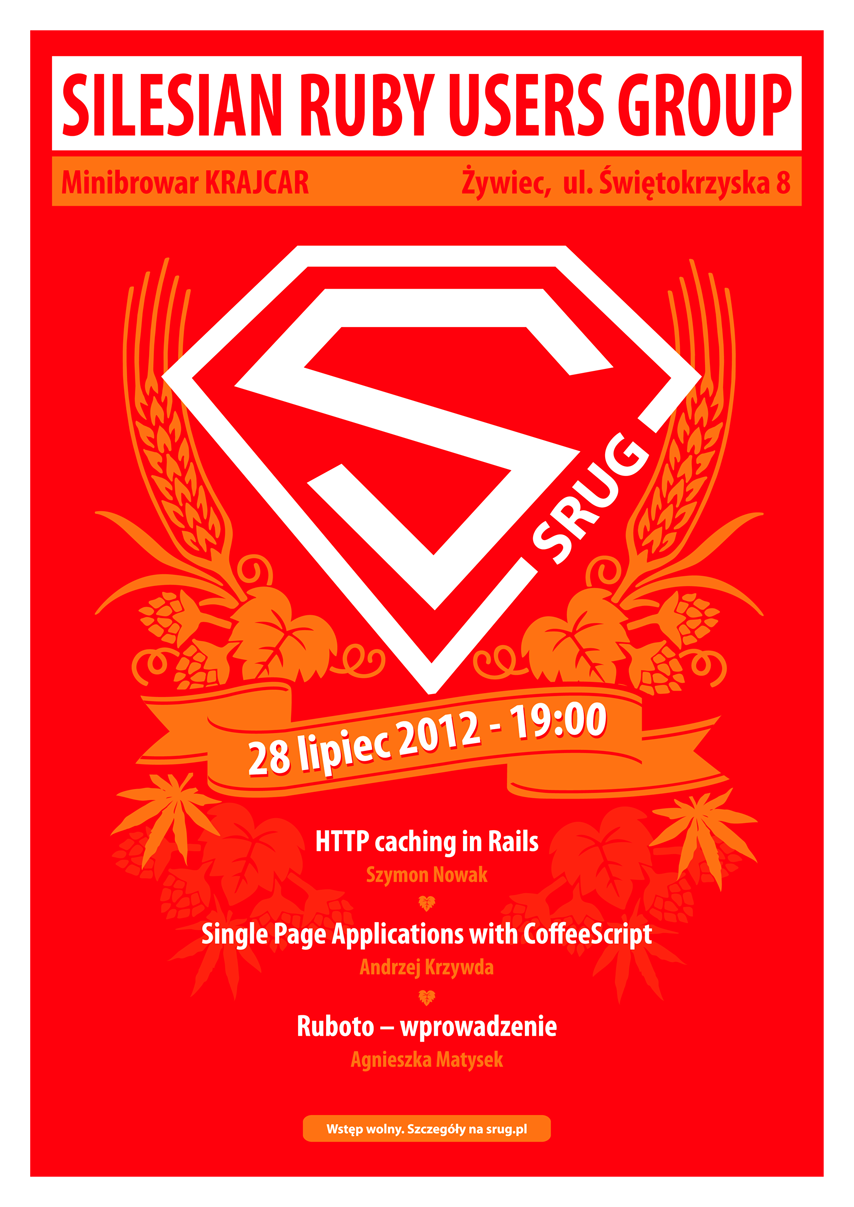 SILESIAN RUBY USERS GROUP
Minibrowar KRAJCAR Żywiec, ul. Świętokrzyska 8
SRUG
28 lipiec 2012 - 19:00
HTTP caching in Rails
Szymon Nowak
Single Page Applications with CoffeeScript
Andrzej Krzywda
Ruboto – wprowadzenie
Agnieszka Matysek
Wstęp wolny. Szczegóły na srug.pl